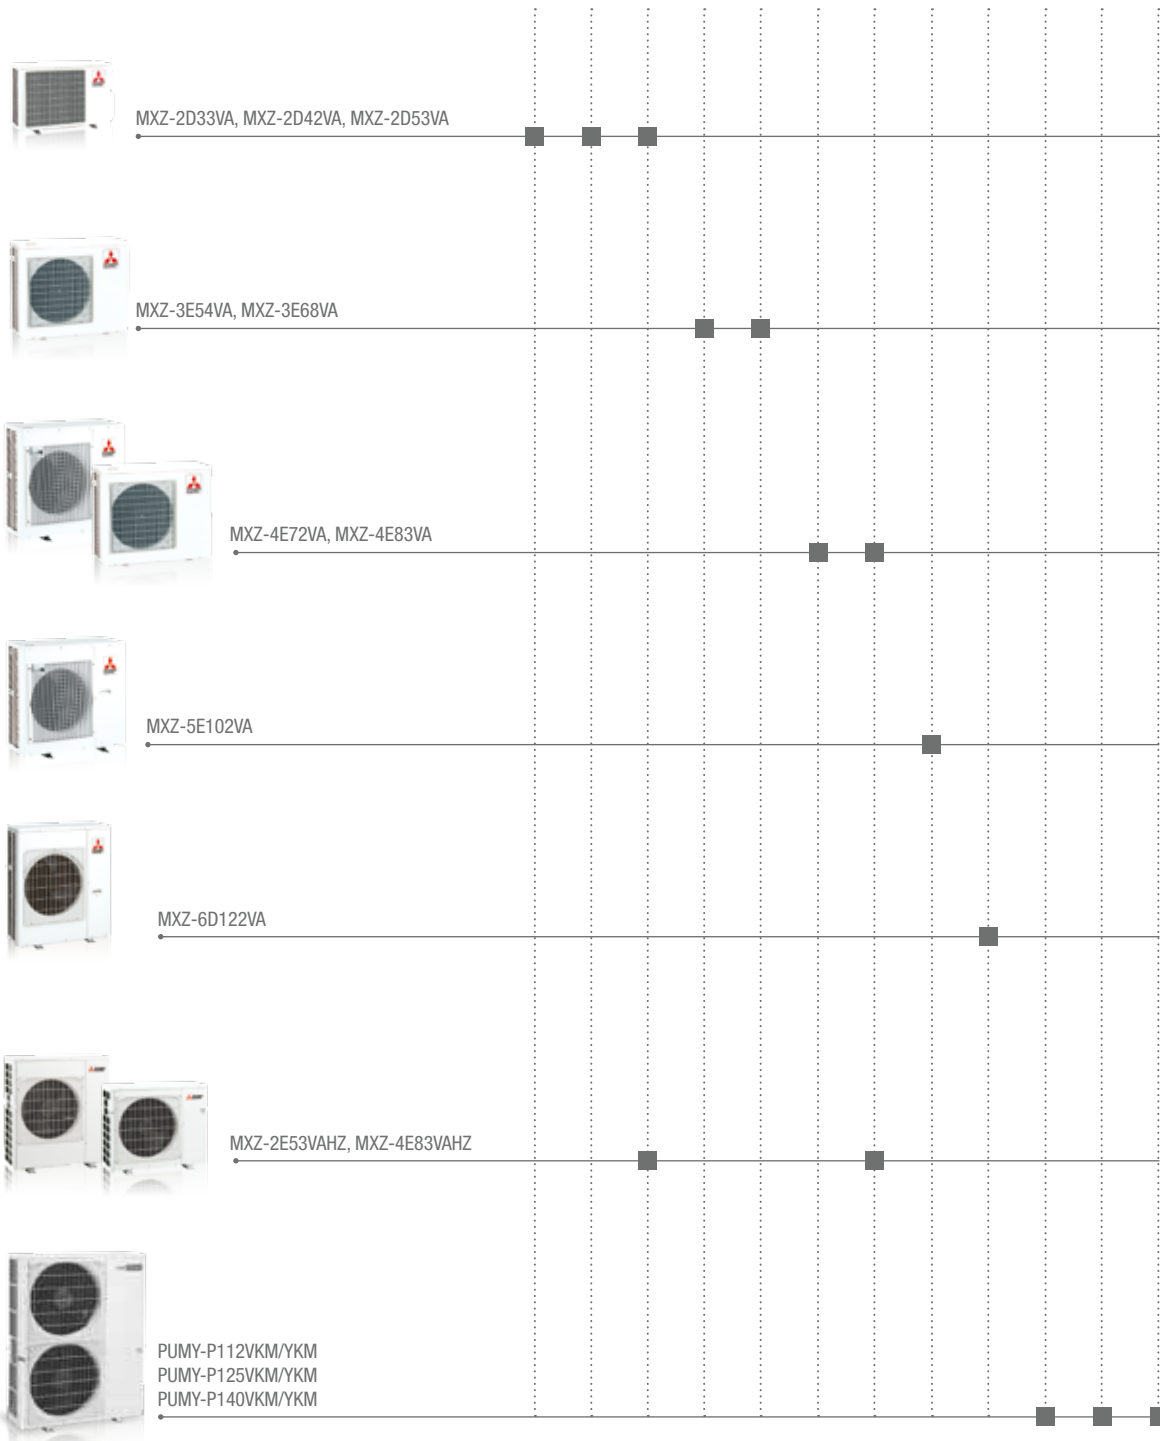 MXZ-2D33VA, MXZ-2D42VA, MXZ-2D53VA
MXZ-3E54VA, MXZ-3E68VA
MXZ-4E72VA, MXZ-4E83VA
MXZ-5E102VA
MXZ-6D122VA
MXZ-2E53VAHZ, MXZ-4E83VAHZ
PUMY-P112VKM/YKM
PUMY-P125VKM/YKM
PUMY-P140VKM/YKM